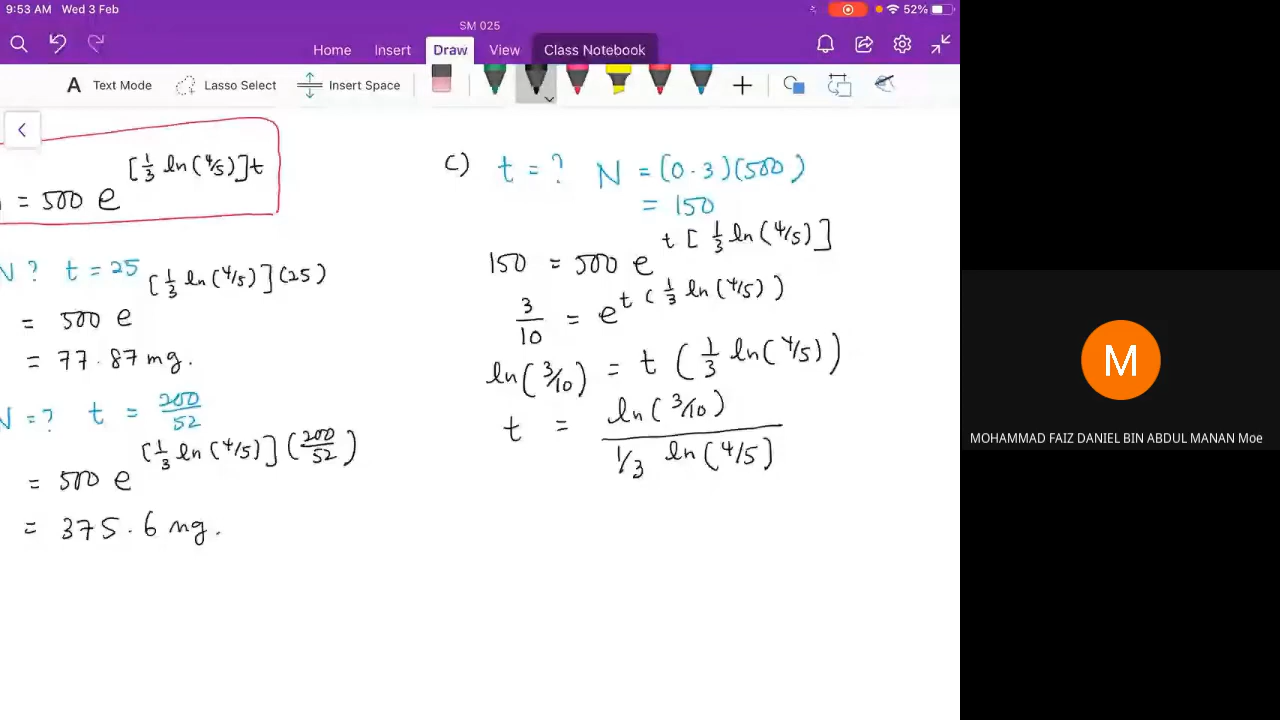 9:53 AM Wed 3 Feb
52%
SM 025
Home Insert Draw View Class Notebook
Text Mode Lasso Select Insert Space
= 500 e^{[1/3 ln(4/5)]t}
N ? t = 25
= 500 e^{[1/3 ln(4/5)](25)}
= 77.87 mg.
N = ? t = 200/52
= 500 e^{[1/3 ln(4/5)](200/52)}
= 375.6 mg.
c) t = ? N = (0.3)(500)
= 150
150 = 500 e^{t[1/3 ln(4/5)]}
3/10 = e^{t(1/3 ln(4/5))}
ln(3/10) = t(1/3 ln(4/5))
t = ln(3/10) / 1/3 ln(4/5)
M
MOHAMMAD FAIZ DANIEL BIN ABDUL MANAN Moe